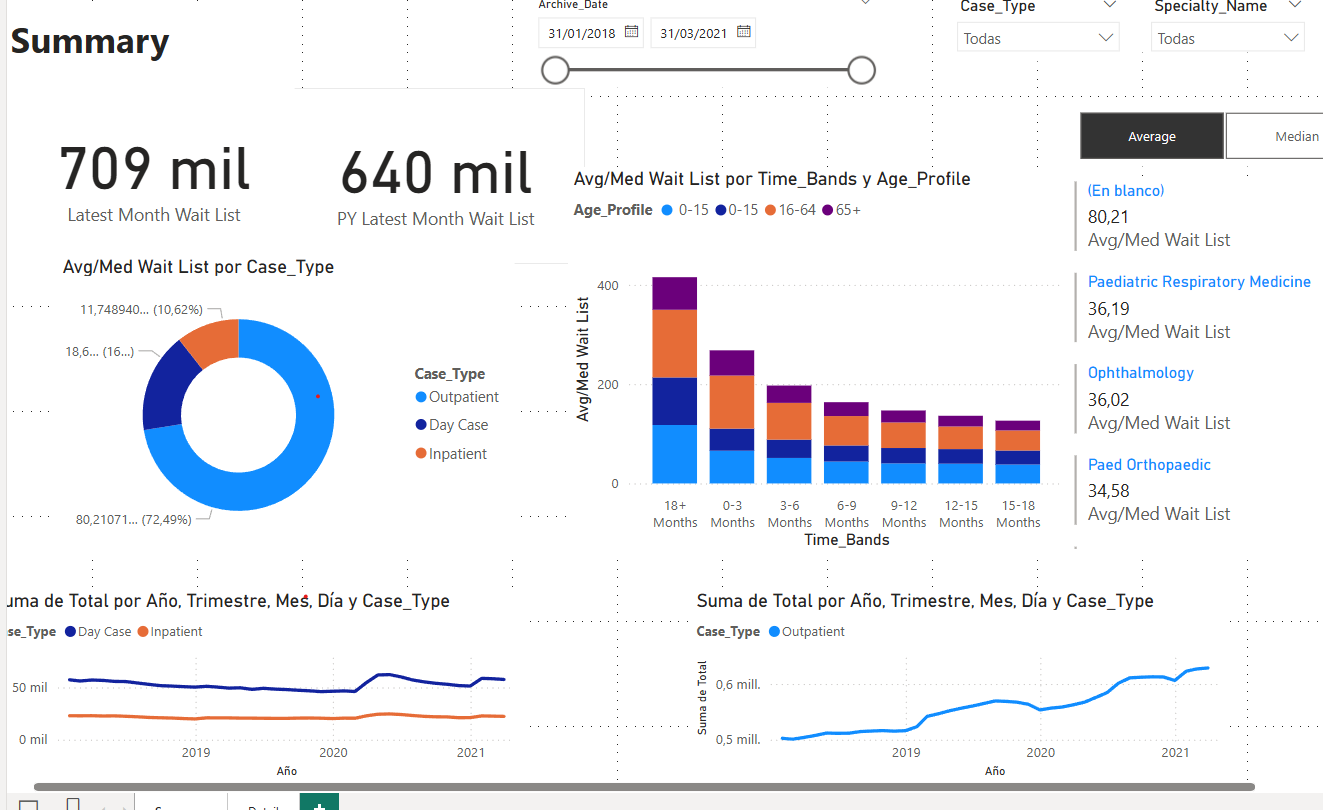 Archive_Date
Case_Type
Specialty_Name
Summary
31/01/2018
31/03/2021
Todas
Todas
709 mil
Latest Month Wait List
640 mil
PY Latest Month Wait List
Average
Median
Avg/Med Wait List por Time_Bands y Age_Profile
Age_Profile 0-15 0-15 16-64 65+
(En blanco)
80,21
Avg/Med Wait List
Paediatric Respiratory Medicine
36,19
Avg/Med Wait List
Ophthalmology
36,02
Avg/Med Wait List
Paed Orthopaedic
34,58
Avg/Med Wait List
Avg/Med Wait List por Case_Type
11,748940... (10,62%)
18,6... (16...)
80,21071... (72,49%)
Case_Type
Outpatient
Day Case
Inpatient
Avg/Med Wait List
400
200
0
18+ Months
0-3 Months
3-6 Months
6-9 Months
9-12 Months
12-15 Months
15-18 Months
Time_Bands
uma de Total por Año, Trimestre, Mes, Día y Case_Type
se_Type Day Case Inpatient
50 mil
0 mil
2019 2020 2021
Año
Suma de Total por Año, Trimestre, Mes, Día y Case_Type
Case_Type Outpatient
Suma de Total
0,6 mill.
0,5 mill.
2019 2020 2021
Año